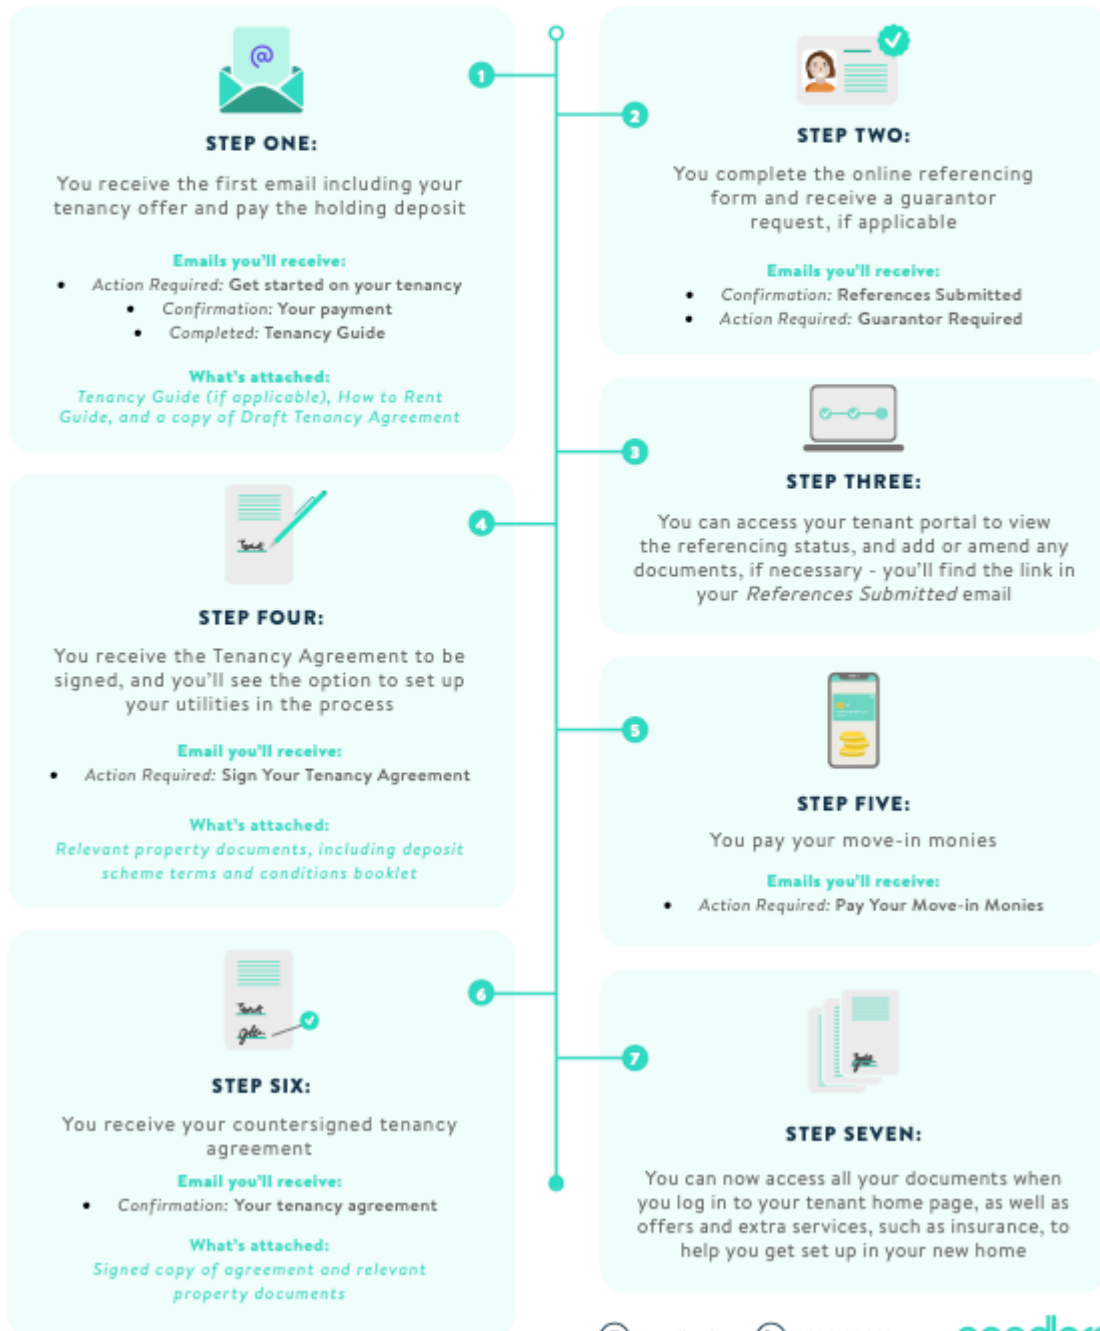 1
STEP ONE:
You receive the first email including your
tenancy offer and pay the holding deposit
Emails you'll receive:
• Action Required: Get started on your tenancy
• Confirmation: Your payment
• Completed: Tenancy Guide
What's attached:
Tenancy Guide (if applicable), How to Rent
Guide, and a copy of Draft Tenancy Agreement
2
STEP TWO:
You complete the online referencing
form and receive a guarantor
request, if applicable
Emails you'll receive:
• Confirmation: References Submitted
• Action Required: Guarantor Required
3
STEP THREE:
You can access your tenant portal to view
the referencing status, and add or amend any
documents, if necessary - you'll find the link in
your References Submitted email
4
STEP FOUR:
You receive the Tenancy Agreement to be
signed, and you'll see the option to set up
your utilities in the process
Email you'll receive:
• Action Required: Sign Your Tenancy Agreement
What's attached:
Relevant property documents, including deposit
scheme terms and conditions booklet
5
STEP FIVE:
You pay your move-in monies
Emails you'll receive:
• Action Required: Pay Your Move-in Monies
6
STEP SIX:
You receive your countersigned tenancy
agreement
Email you'll receive:
• Confirmation: Your tenancy agreement
What's attached:
Signed copy of agreement and relevant
property documents
7
STEP SEVEN:
You can now access all your documents when
you log in to your tenant home page, as well as
offers and extra services, such as insurance, to
help you get set up in your new home